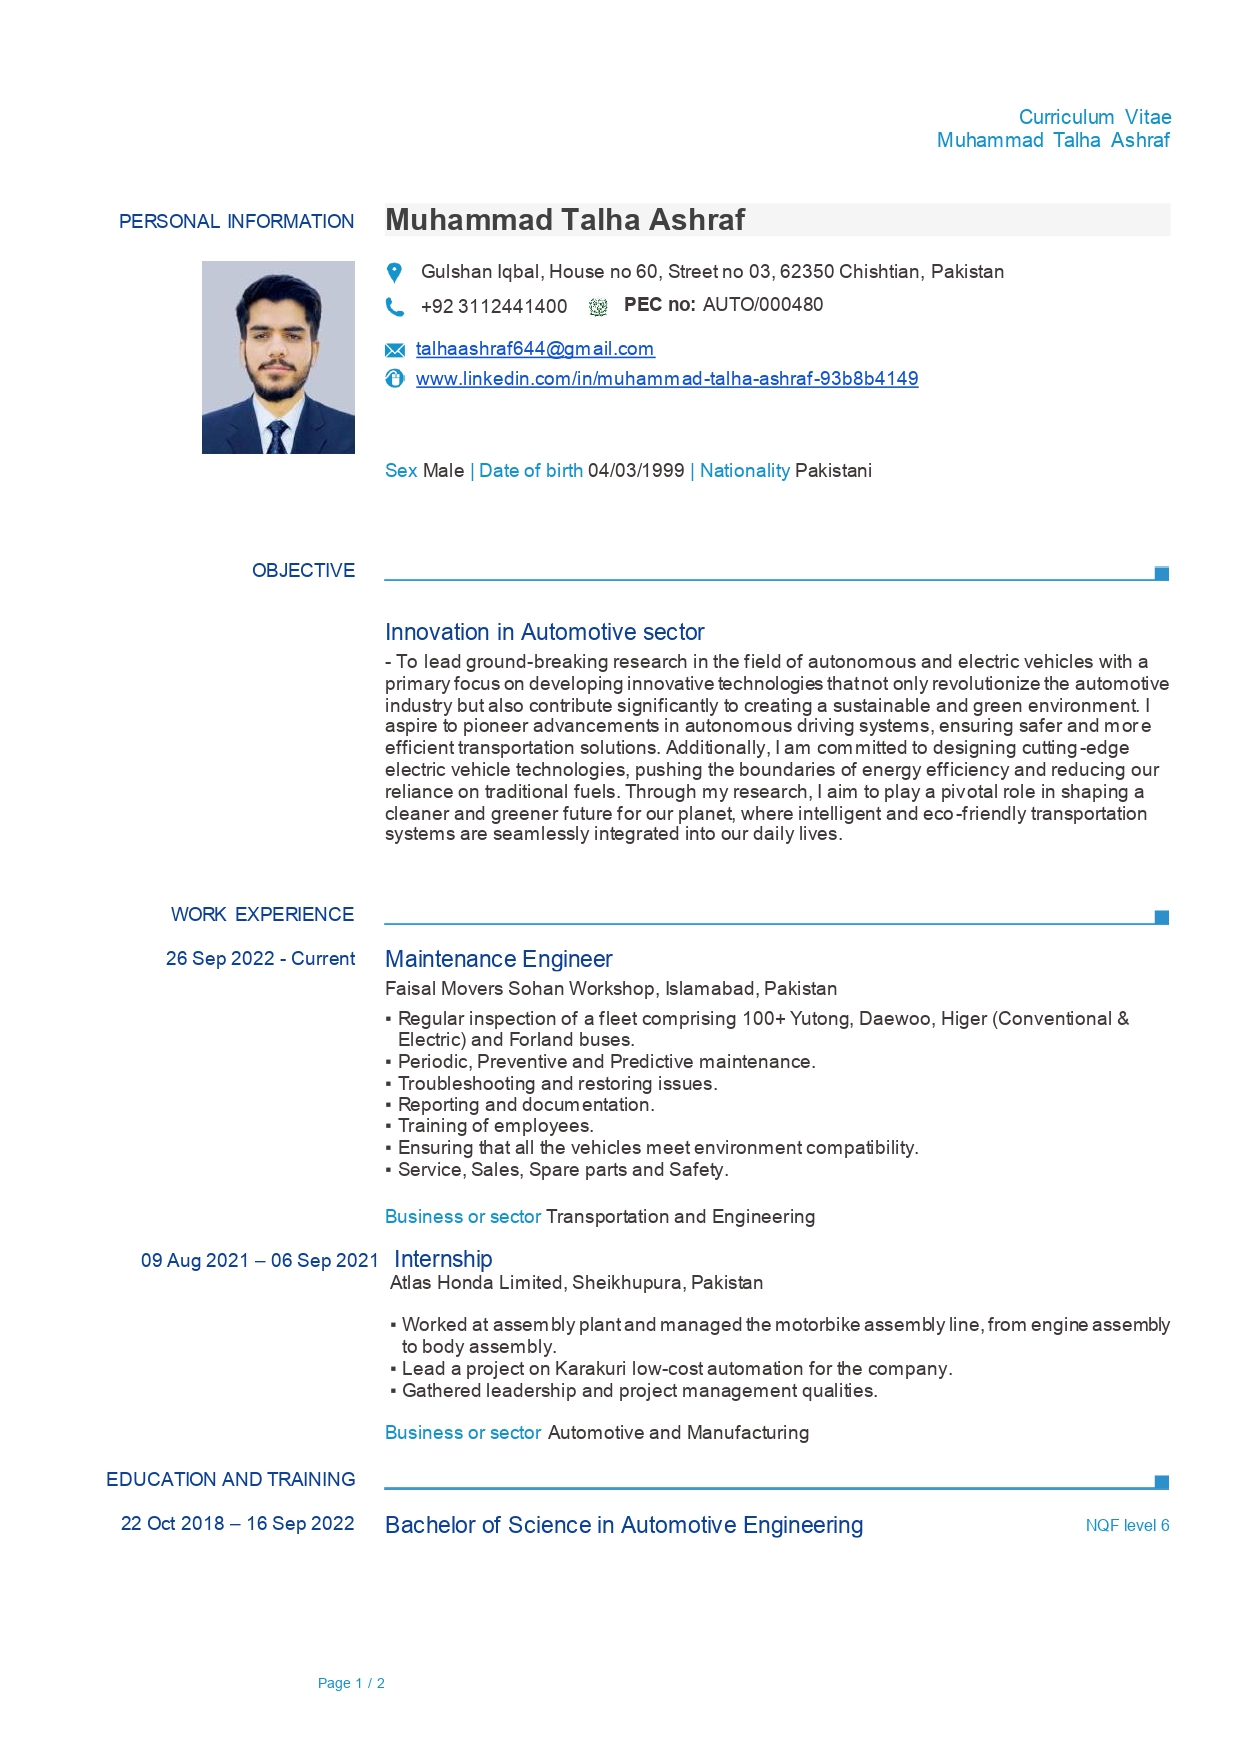 Curriculum Vitae
Muhammad Talha Ashraf
PERSONAL INFORMATION
Muhammad Talha Ashraf
Gulshan Iqbal, House no 60, Street no 03, 62350 Chishtian, Pakistan
+92 3112441400 PEC no: AUTO/000480
talhaashraf644@gmail.com
www.linkedin.com/in/muhammad-talha-ashraf-93b8b4149
Sex Male | Date of birth 04/03/1999 | Nationality Pakistani
OBJECTIVE
Innovation in Automotive sector
- To lead ground-breaking research in the field of autonomous and electric vehicles with a
primary focus on developing innovative technologies that not only revolutionize the automotive
industry but also contribute significantly to creating a sustainable and green environment. I
aspire to pioneer advancements in autonomous driving systems, ensuring safer and more
efficient transportation solutions. Additionally, I am committed to designing cutting-edge
electric vehicle technologies, pushing the boundaries of energy efficiency and reducing our
reliance on traditional fuels. Through my research, I aim to play a pivotal role in shaping a
cleaner and greener future for our planet, where intelligent and eco-friendly transportation
systems are seamlessly integrated into our daily lives.
WORK EXPERIENCE
26 Sep 2022 - Current Maintenance Engineer
Faisal Movers Sohan Workshop, Islamabad, Pakistan
▪ Regular inspection of a fleet comprising 100+ Yutong, Daewoo, Higer (Conventional &
Electric) and Forland buses.
▪ Periodic, Preventive and Predictive maintenance.
▪ Troubleshooting and restoring issues.
▪ Reporting and documentation.
▪ Training of employees.
▪ Ensuring that all the vehicles meet environment compatibility.
▪ Service, Sales, Spare parts and Safety.
Business or sector Transportation and Engineering
09 Aug 2021 – 06 Sep 2021 Internship
Atlas Honda Limited, Sheikhupura, Pakistan
▪ Worked at assembly plant and managed the motorbike assembly line, from engine assembly
to body assembly.
▪ Lead a project on Karakuri low-cost automation for the company.
▪ Gathered leadership and project management qualities.
Business or sector Automotive and Manufacturing
EDUCATION AND TRAINING
22 Oct 2018 – 16 Sep 2022 Bachelor of Science in Automotive Engineering NQF level 6
Page 1 / 2